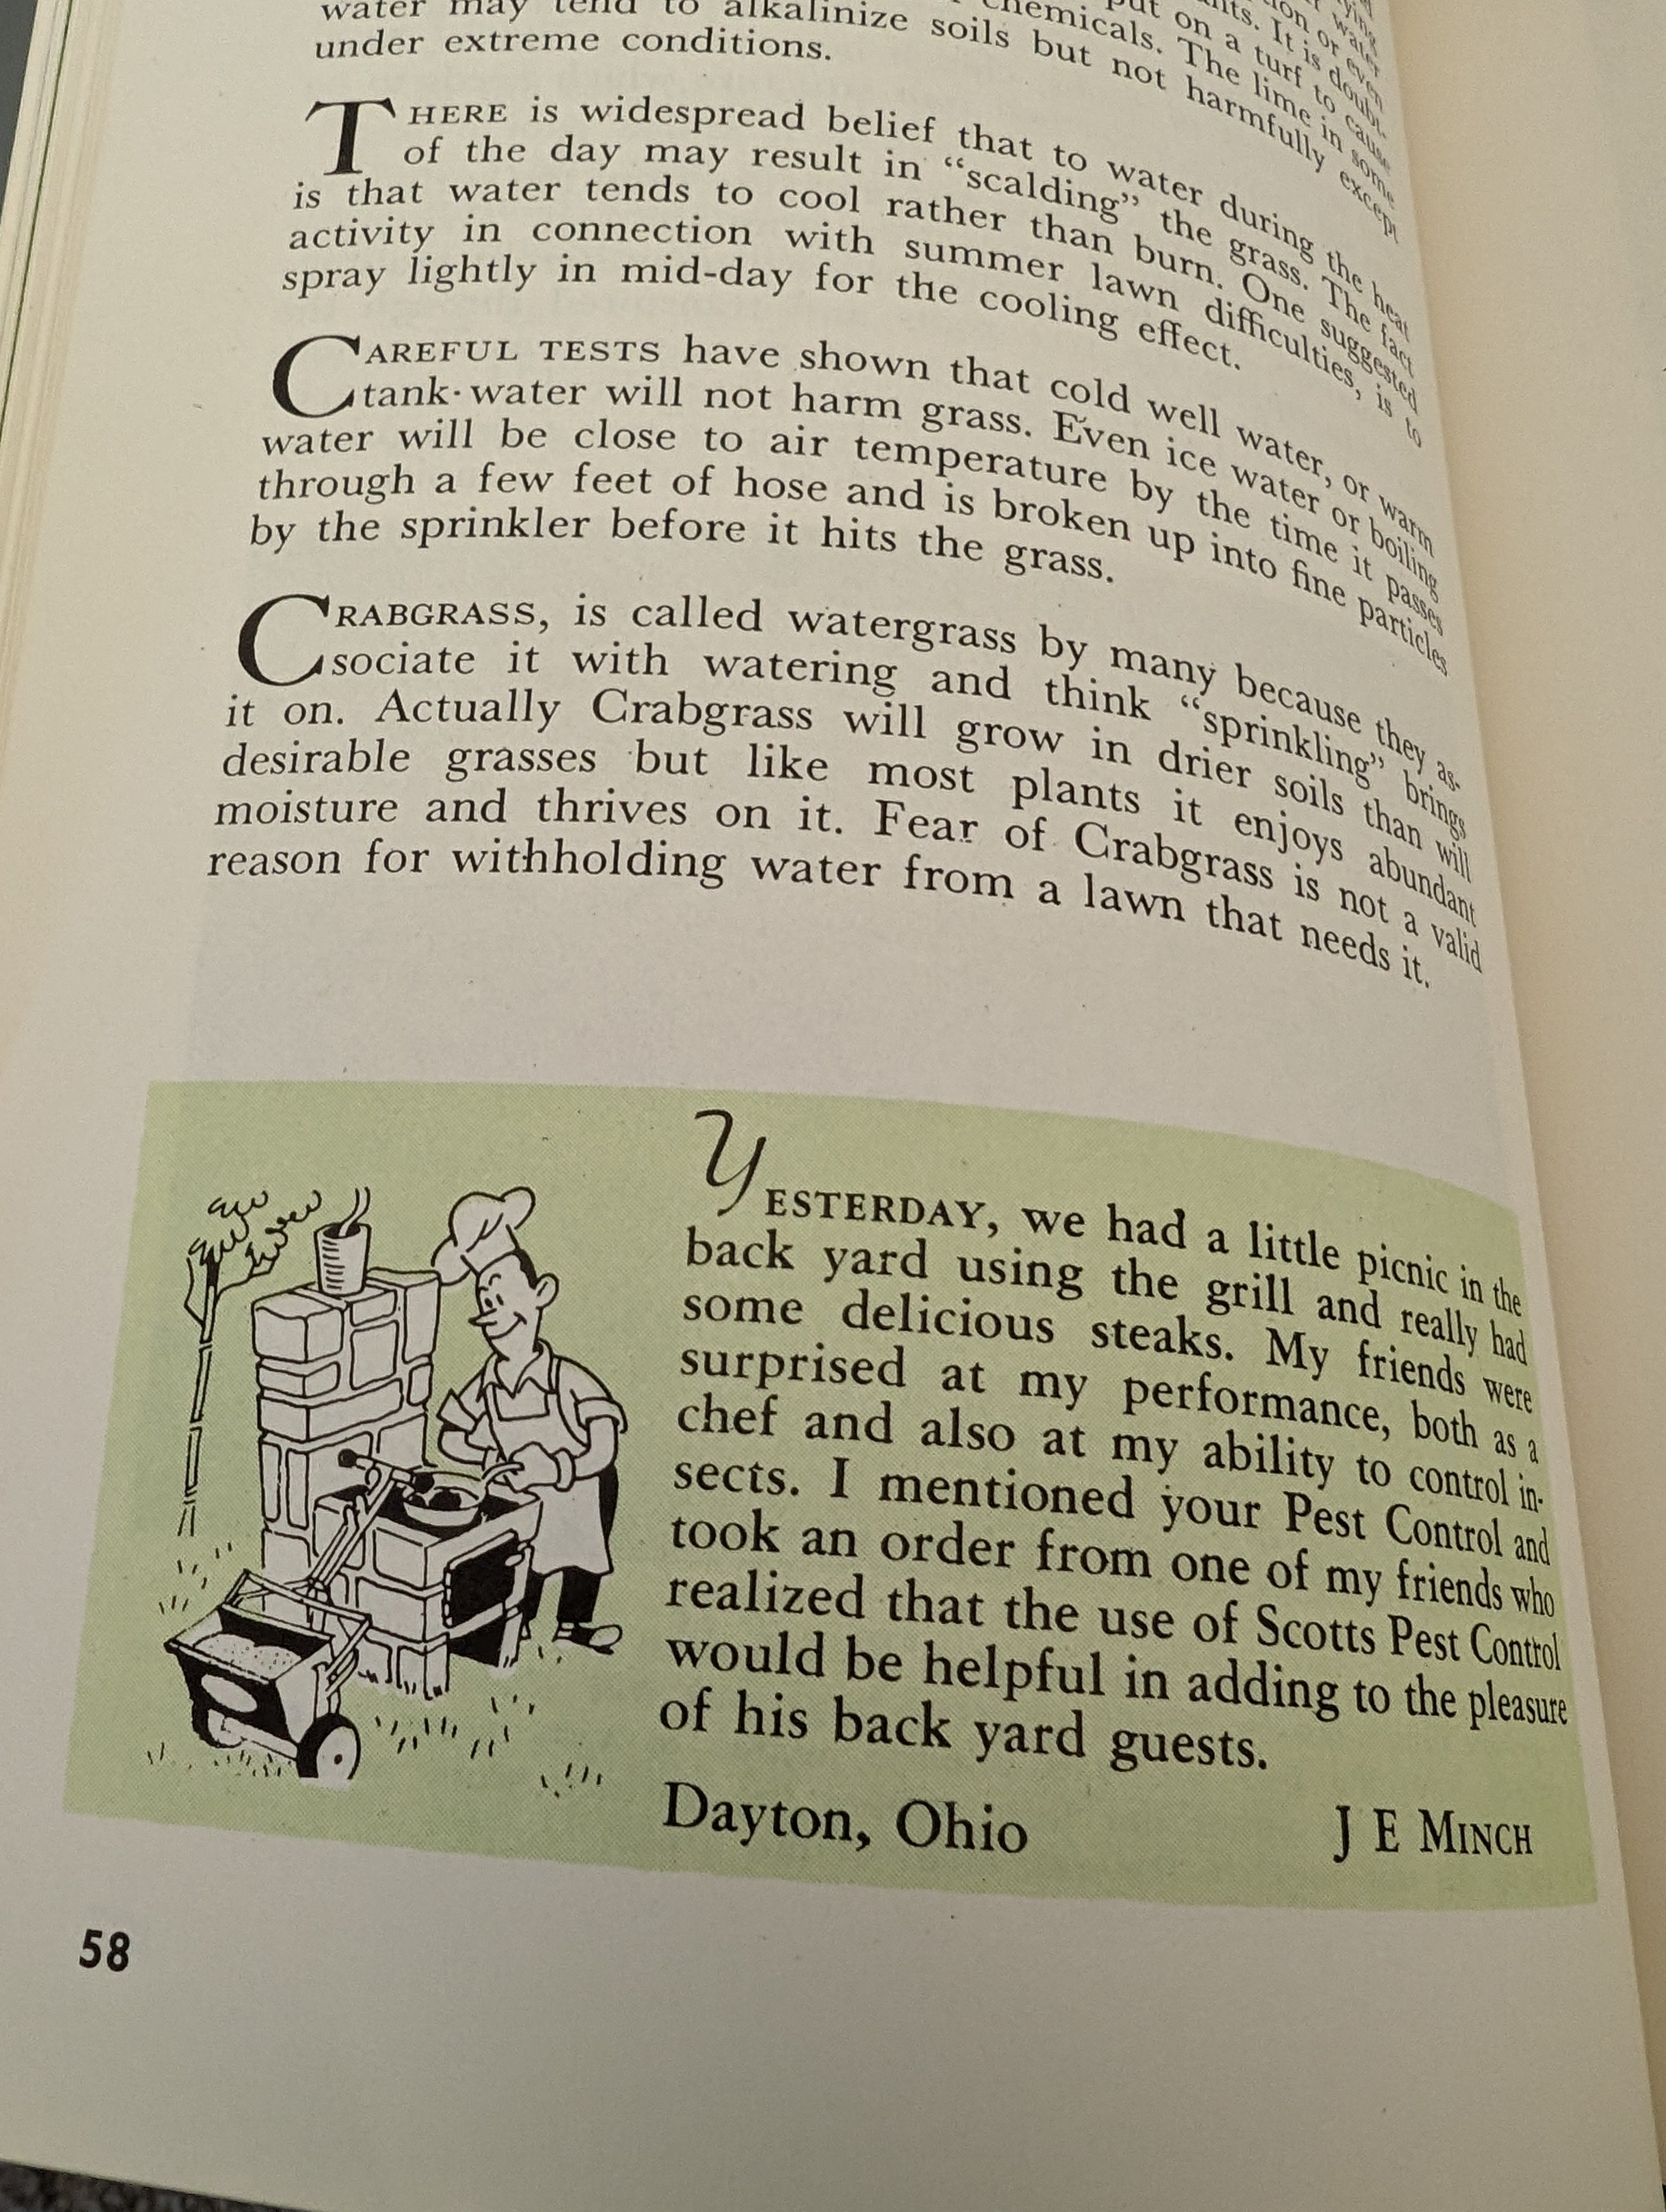 water may tend to alkalinize soils but not harmfully except
under extreme conditions.
THERE is widespread belief that to water during the heat
of the day may result in “scalding” the grass. The fact
is that water tends to cool rather than burn. One suggested
activity in connection with summer lawn difficulties, is to
spray lightly in mid-day for the cooling effect.
CAREFUL TESTS have shown that cold well water, or warm
tank water will not harm grass. Even ice water or boiling
water will be close to air temperature by the time it passes
through a few feet of hose and is broken up into fine particles
by the sprinkler before it hits the grass.
CRABGRASS, is called watergrass by many because they as-
sociate it with watering and think “sprinkling” brings
it on. Actually Crabgrass will grow in drier soils than will
desirable grasses but like most plants it enjoys abundant
moisture and thrives on it. Fear of Crabgrass is not a valid
reason for withholding water from a lawn that needs it.
YESTERDAY, we had a little picnic in the
back yard using the grill and really had
some delicious steaks. My friends were
surprised at my performance, both as a
chef and also at my ability to control in-
sects. I mentioned your Pest Control and
took an order from one of my friends who
realized that the use of Scotts Pest Control
would be helpful in adding to the pleasure
of his back yard guests.
Dayton, Ohio J E MINCH
58